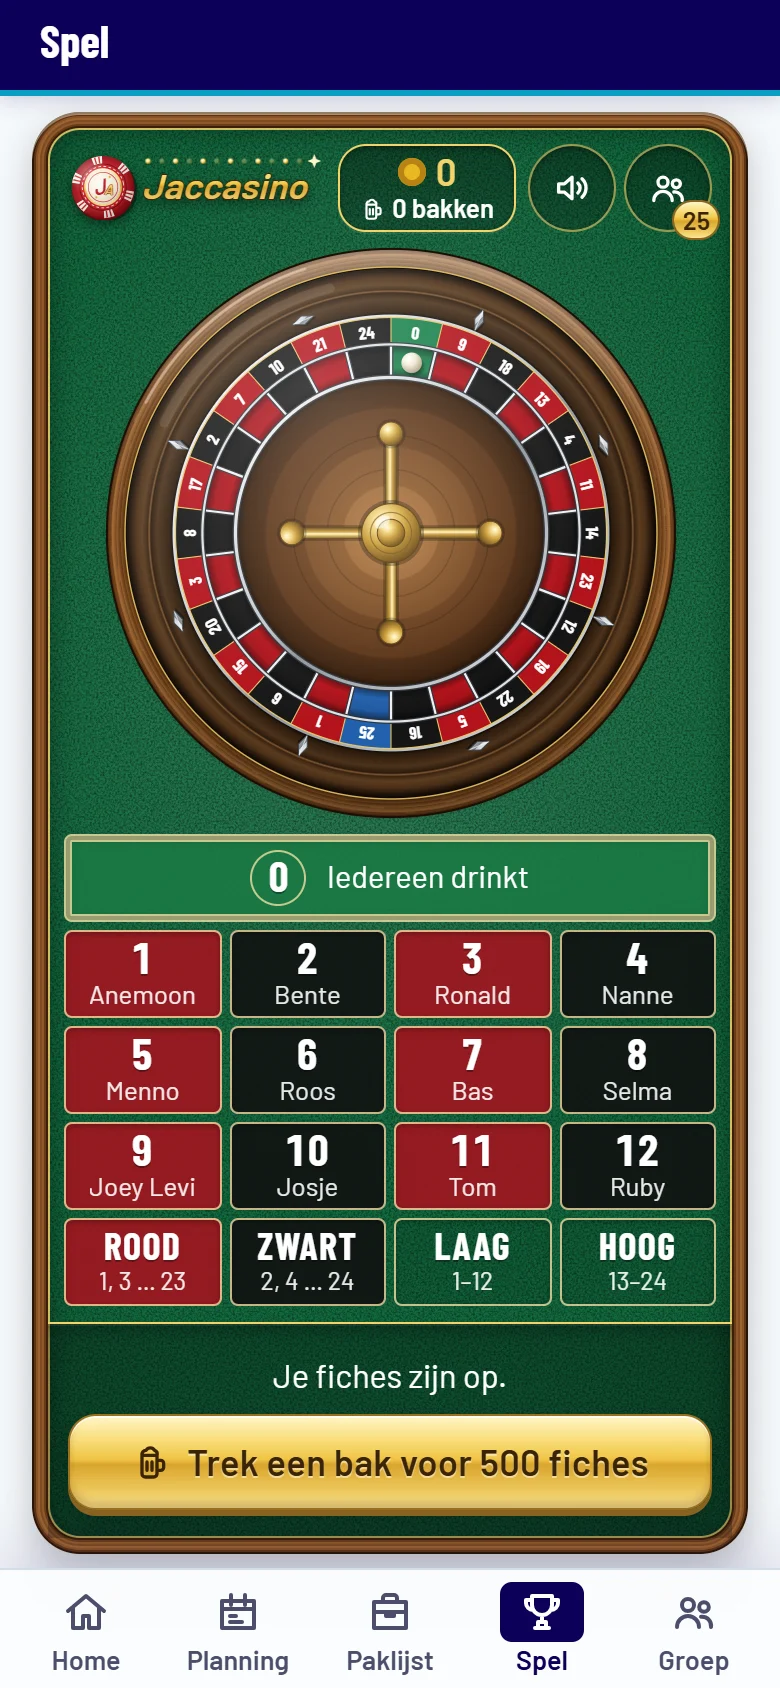 Spel
Jaccasino
0
0 bakken
25
24 0 9 18 13 4 11 14 23 12 19 22 5 16 25 1 6 15 20 3 8 17 2 7 10 21
0 Iedereen drinkt
1 2 3 4
Anemoon Bente Ronald Nanne
5 6 7 8
Menno Roos Bas Selma
9 10 11 12
Joey Levi Josje Tom Ruby
ROOD ZWART LAAG HOOG
1, 3 ... 23 2, 4 ... 24 1–12 13–24
Je fiches zijn op.
Trek een bak voor 500 fiches
Home Planning Paklijst Spel Groep